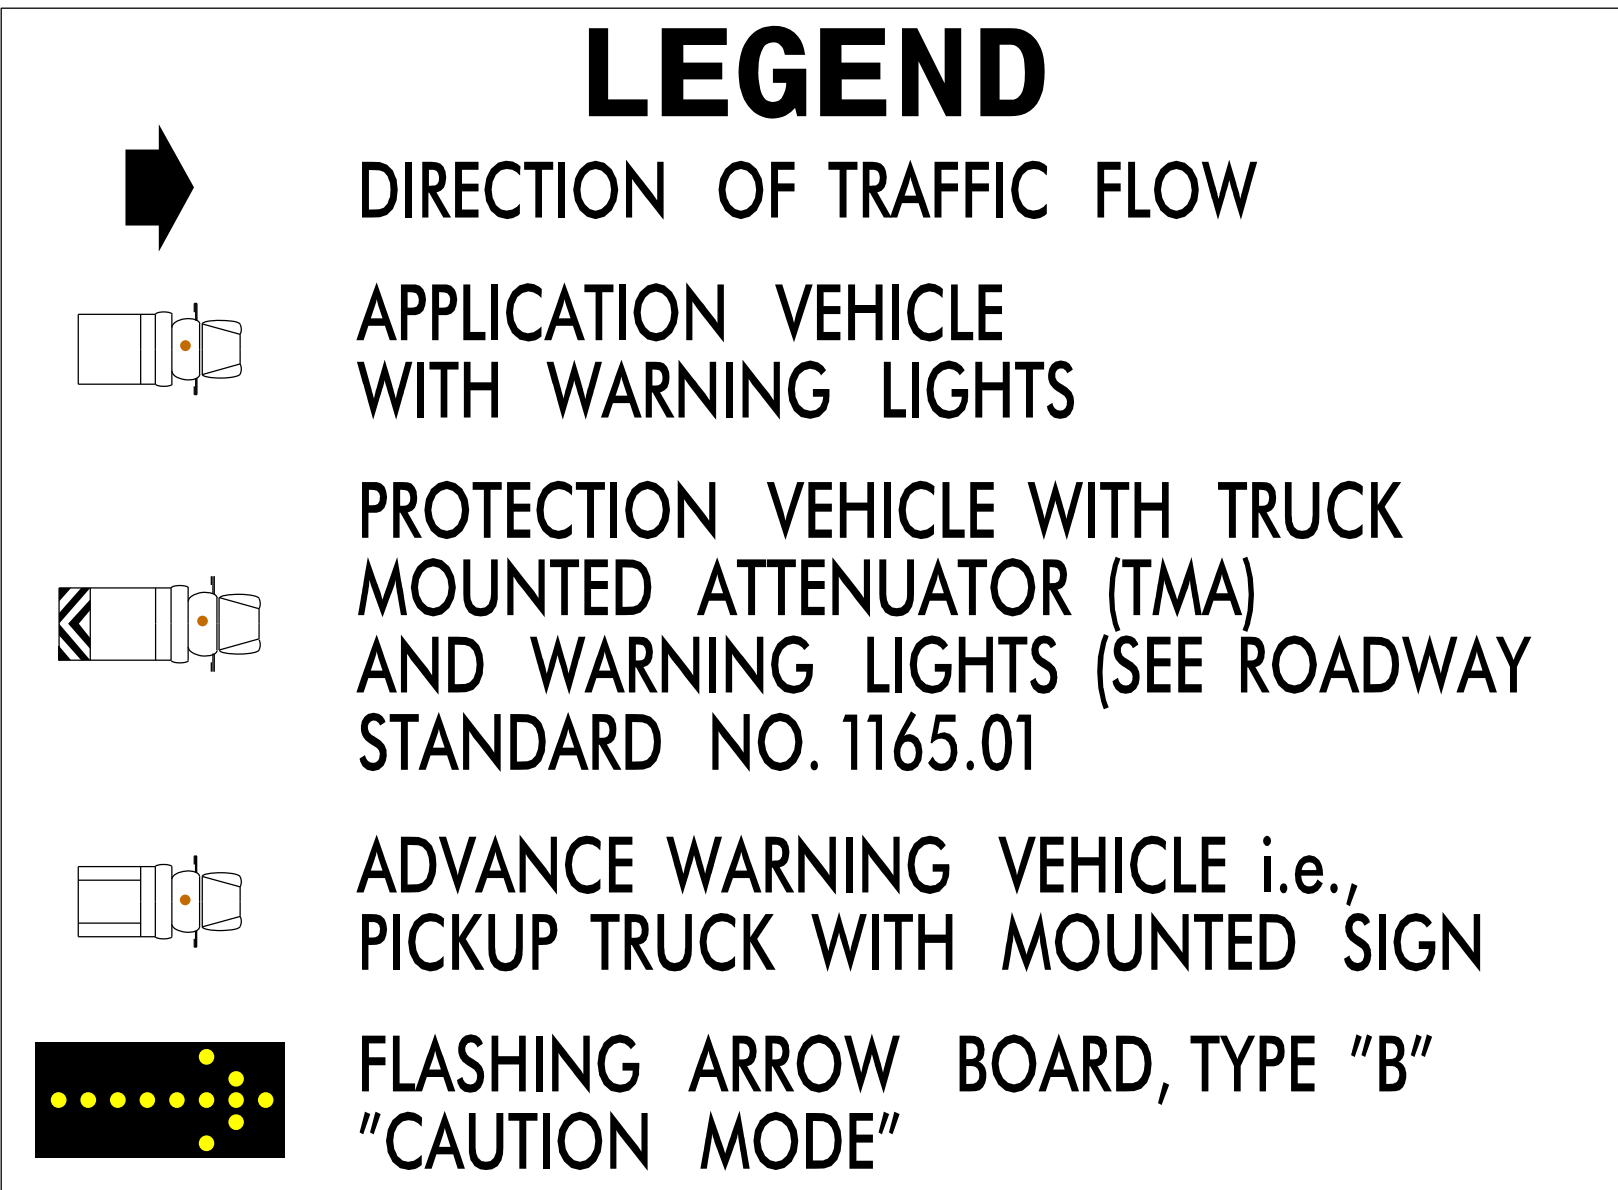 LEGEND
DIRECTION OF TRAFFIC FLOW
APPLICATION VEHICLE
WITH WARNING LIGHTS
PROTECTION VEHICLE WITH TRUCK
MOUNTED ATTENUATOR (TMA)
AND WARNING LIGHTS (SEE ROADWAY
STANDARD NO. 1165.01
ADVANCE WARNING VEHICLE i.e.,
PICKUP TRUCK WITH MOUNTED SIGN
FLASHING ARROW BOARD, TYPE "B"
"CAUTION MODE"